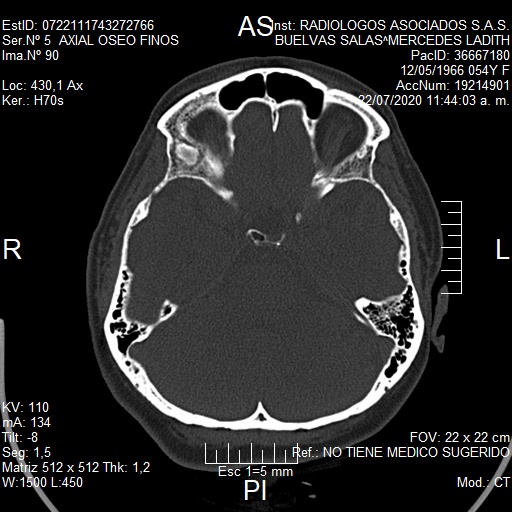 EstID: 0722111743272766
Ser.Nº 5 AXIAL OSEO FINOS
Ima.Nº 90
Loc: 430,1 Ax
Ker.: H70s
AS
Inst: RADIOLOGOS ASOCIADOS S.A.S.
BUELVAS SALAS^MERCEDES LADITH
PacID: 36667180
12/05/1966 054Y F
AccNum: 19214901
22/07/2020 11:44:03 a. m.
R
L
KV: 110
mA: 134
Tilt: -8
Seg: 1,5
Matriz 512 x 512 Thk: 1,2
W:1500 L:450
Esc 1=5 mm
PI
FOV: 22 x 22 cm
Ref.: NO TIENE MEDICO SUGERIDO
Mod.: CT